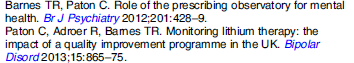 Barnes TR, Paton C. Role of the prescribing observatory for mental
health. Br J Psychiatry 2012;201:428–9.
Paton C, Adroer R, Barnes TR. Monitoring lithium therapy: the
impact of a quality improvement programme in the UK. Bipolar
Disord 2013;15:865–75.